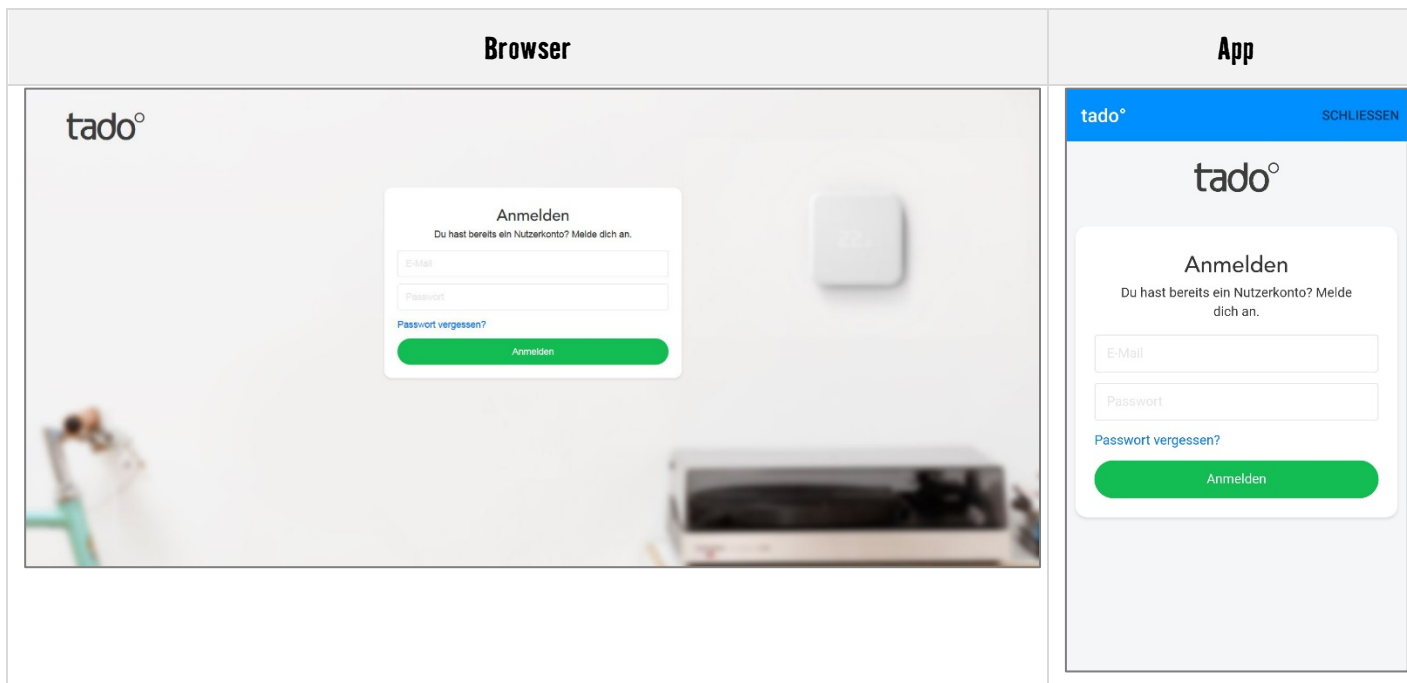 Browser
App
tado°
Anmelden
Du hast bereits ein Nutzerkonto? Melde dich an.
E-Mail
Passwort
Passwort vergessen?
Anmelden
22
tado°
SCHLIESSEN
tado°
Anmelden
Du hast bereits ein Nutzerkonto? Melde
dich an.
E-Mail
Passwort
Passwort vergessen?
Anmelden